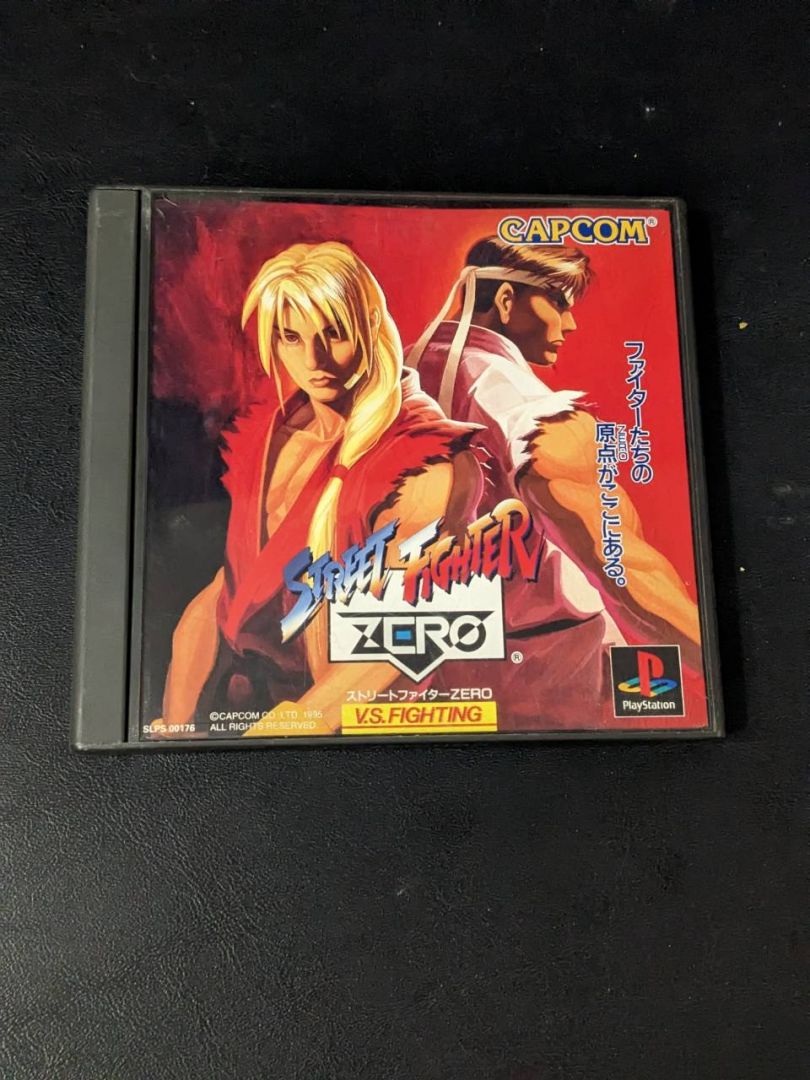 CAPCOM®
ファイターたちの
原点がここにある。
ZERO
STREET FIGHTER
ZERO
®
ストリートファイターZERO
V.S. FIGHTING
PlayStation
SLPS 00176
©CAPCOM CO., LTD. 1995
ALL RIGHTS RESERVED.